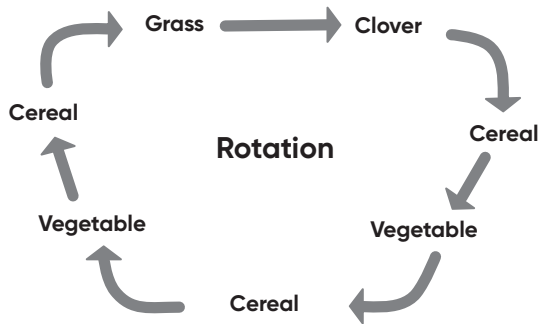 Grass
Clover
Cereal
Cereal
Rotation
Vegetable
Vegetable
Cereal